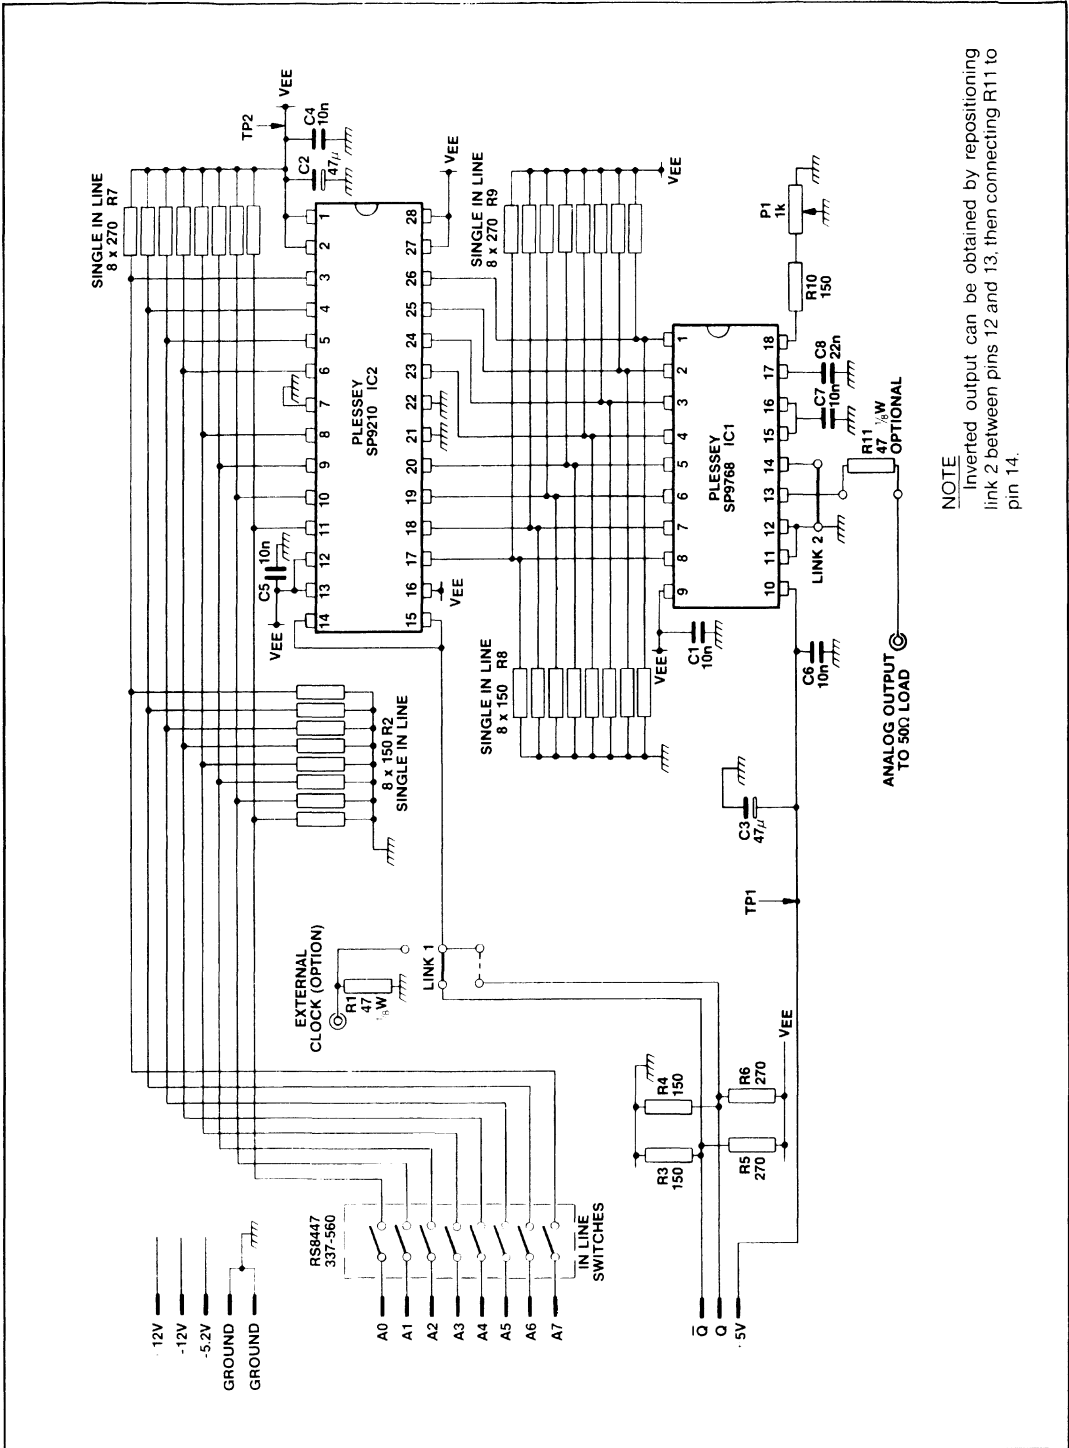 SINGLE IN LINE
8 x 270 R7
TP2
VEE
C2
47µ
C4
10n
1
2
3
4
5
6
7
8
9
10
11
12
13
14
PLESSEY
SP9210 IC2
28
27
26
25
24
23
22
21
20
19
18
17
16
15
VEE
VEE
C5
10n
VEE
8 x 150 R2
SINGLE IN LINE
SINGLE IN LINE
8 x 270 R9
VEE
SINGLE IN LINE
8 x 150 R8
VEE
C1
10n
1
2
3
4
5
6
7
8
9
PLESSEY
SP9768 IC1
18
17
16
15
14
13
12
11
10
P1
1k
R10
150
C8
22n
C7
10n
R11
47 ⅛W
OPTIONAL
LINK 2
C6
10n
ANALOG OUTPUT
TO 50Ω LOAD
C3
47µ
TP1
EXTERNAL
CLOCK (OPTION)
R1
47
⅛W
LINK 1
R4
150
R3
150
R6
270
R5
270
VEE
RS8447
337-560
IN LINE
SWITCHES
12V
-12V
-5.2V
GROUND
GROUND
A0
A1
A2
A3
A4
A5
A6
A7
Q̅
Q
5V
NOTE
Inverted output can be obtained by repositioning
link 2 between pins 12 and 13, then connecting R11 to
pin 14.